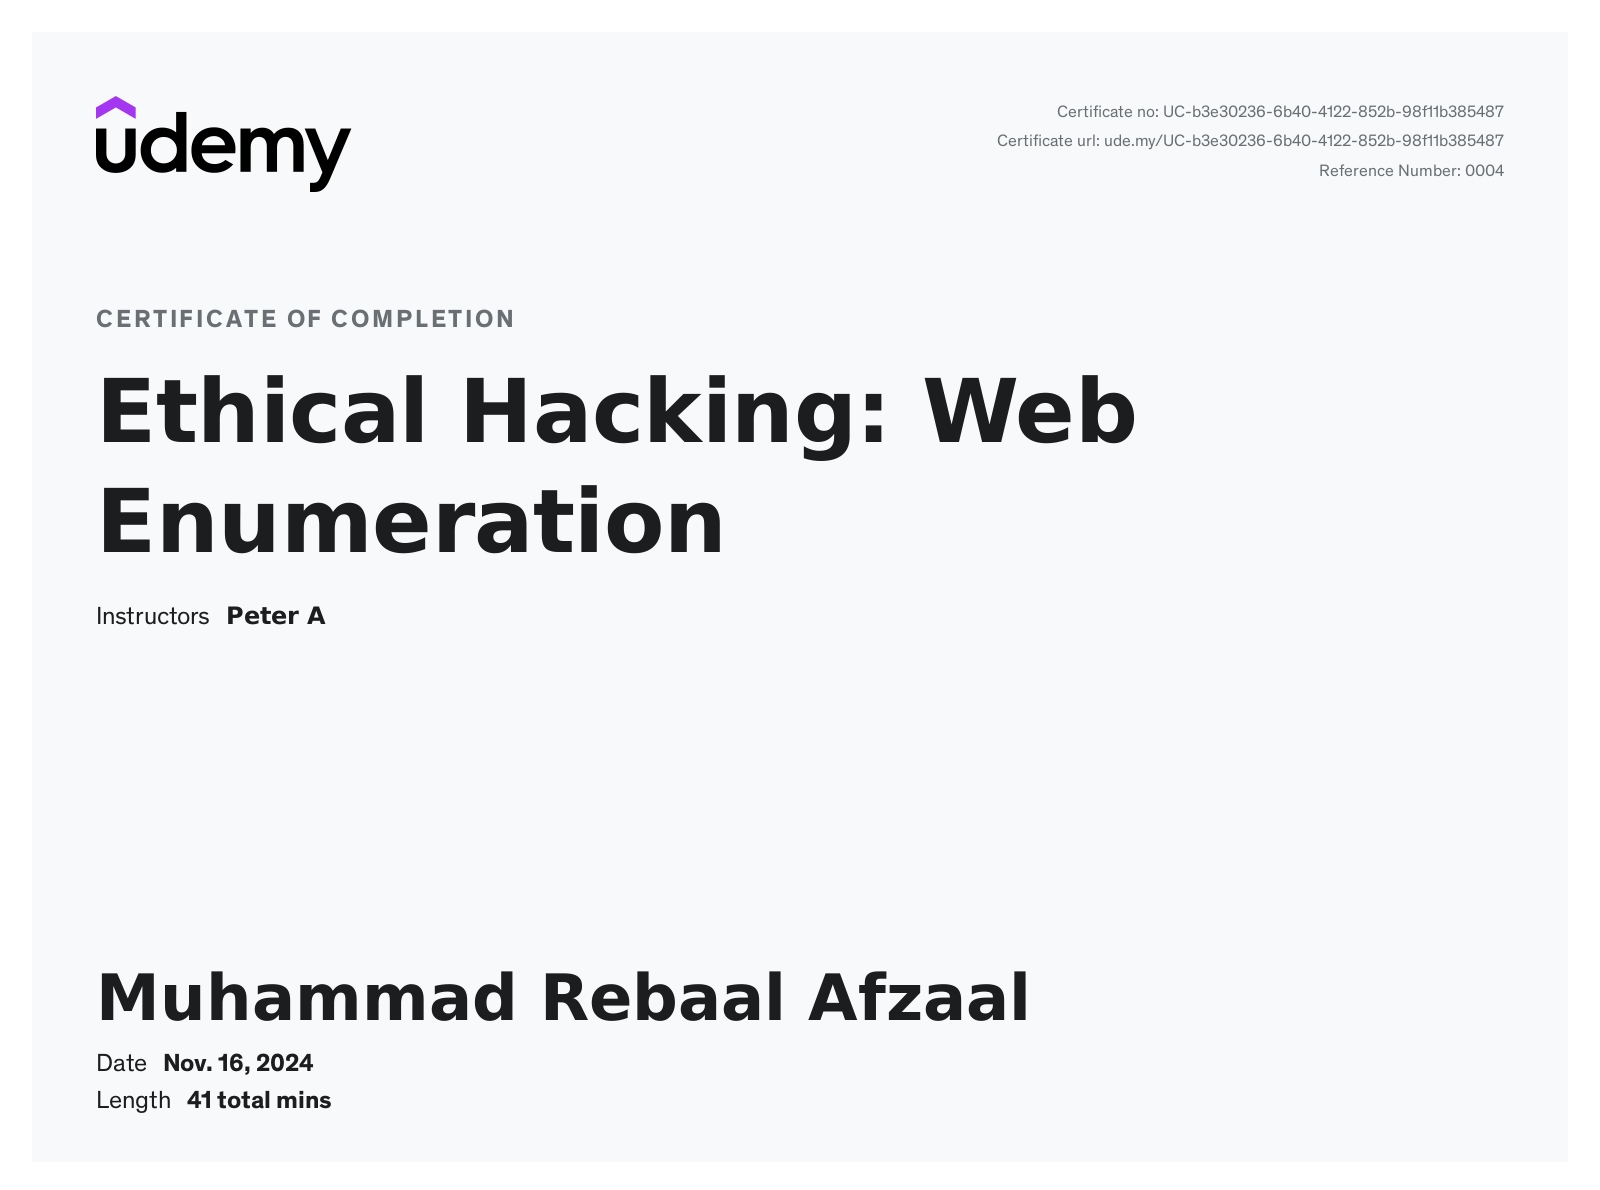 udemy
Certificate no: UC-b3e30236-6b40-4122-852b-98f11b385487
Certificate url: ude.my/UC-b3e30236-6b40-4122-852b-98f11b385487
Reference Number: 0004
CERTIFICATE OF COMPLETION
Ethical Hacking: Web
Enumeration
Instructors Peter A
Muhammad Rebaal Afzaal
Date Nov. 16, 2024
Length 41 total mins